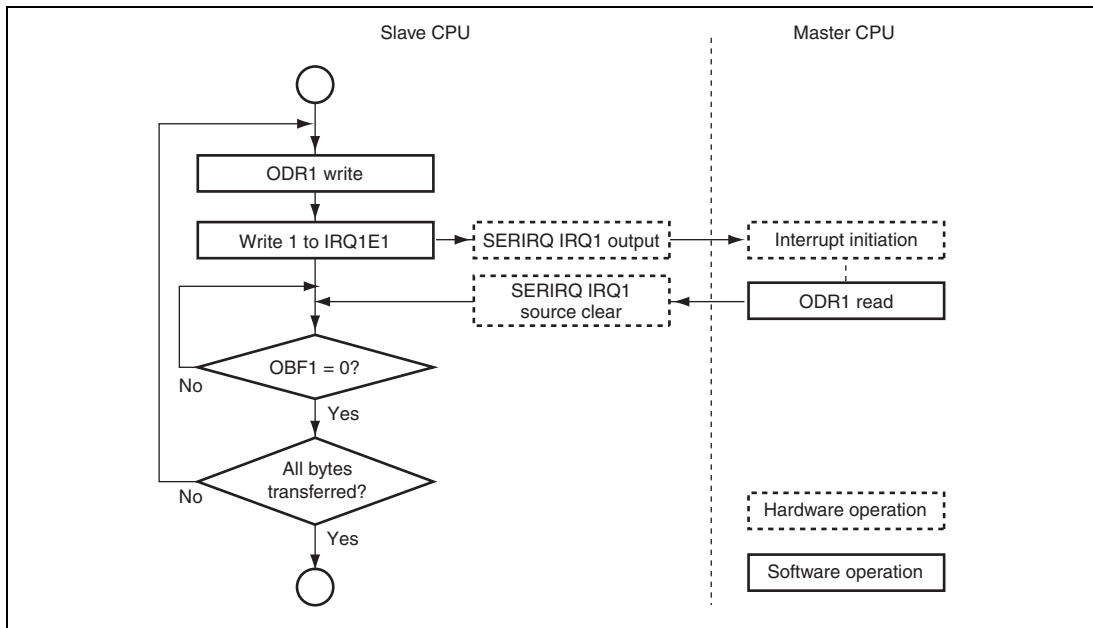 Slave CPU
Master CPU
ODR1 write
Write 1 to IRQ1E1
SERIRQ IRQ1 output
Interrupt initiation
SERIRQ IRQ1
source clear
ODR1 read
OBF1 = 0?
No
Yes
All bytes
transferred?
No
Yes
Hardware operation
Software operation